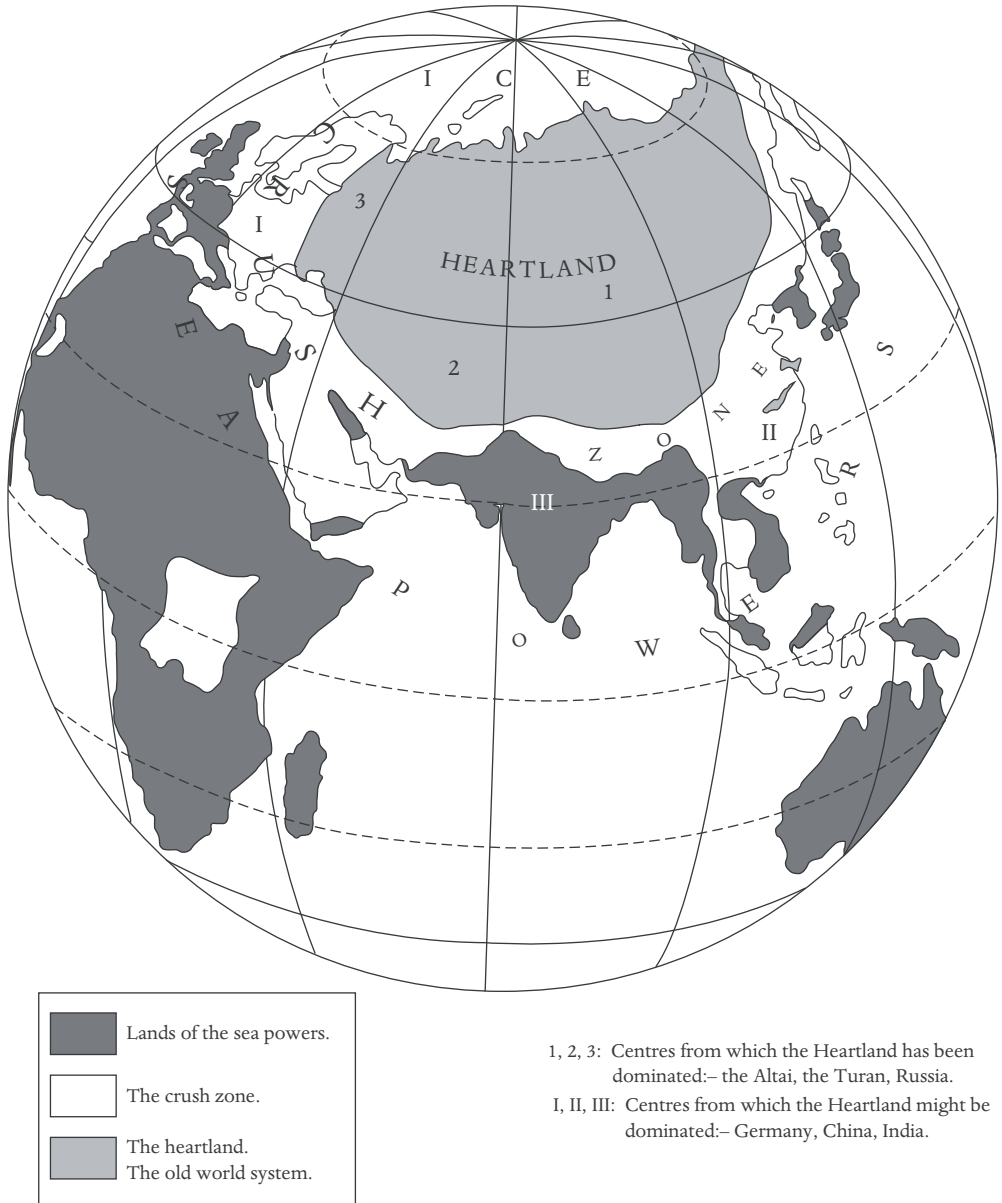 I C E
CRUSH ZONE
SEA POWERS
3
I
HEARTLAND
1
2
II
III
Lands of the sea powers.
The crush zone.
The heartland.
The old world system.
1, 2, 3: Centres from which the Heartland has been
dominated:– the Altai, the Turan, Russia.
I, II, III: Centres from which the Heartland might be
dominated:– Germany, China, India.